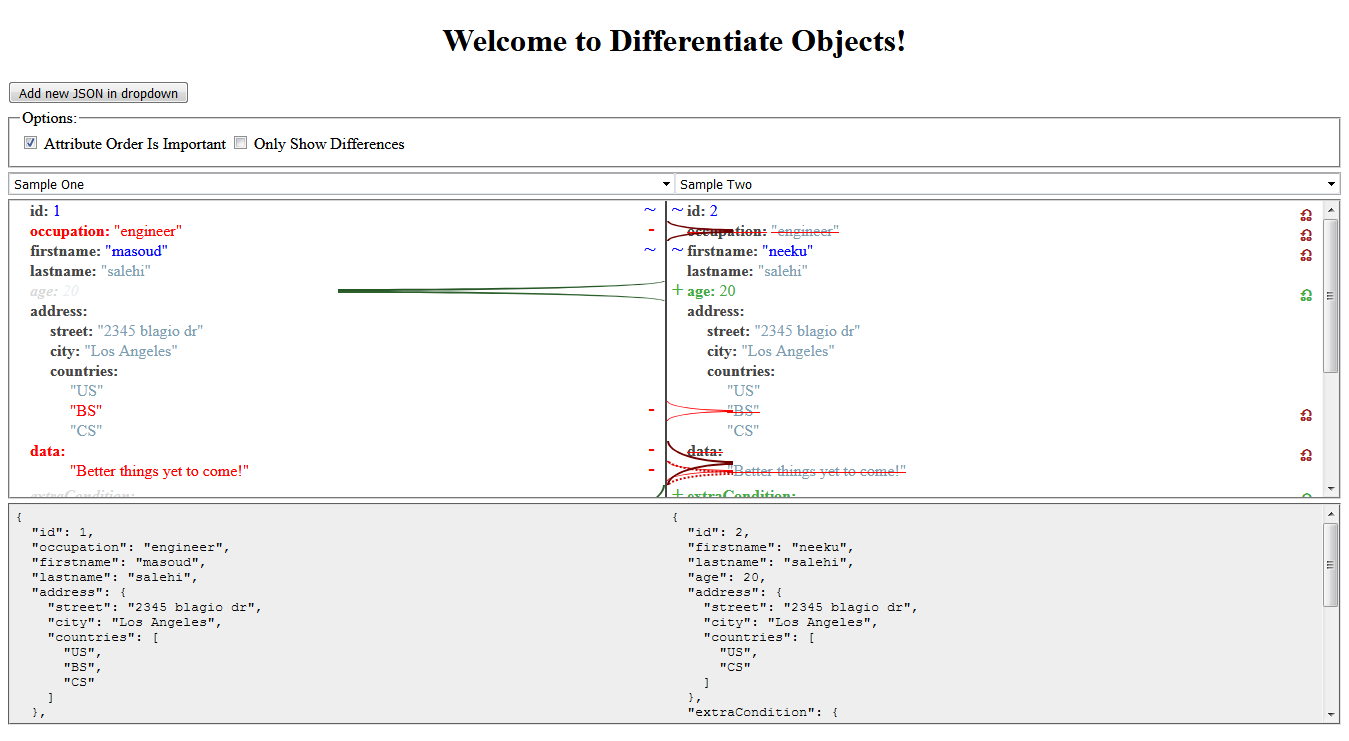 Welcome to Differentiate Objects!
Add new JSON in dropdown
Options:
Attribute Order Is Important Only Show Differences
Sample One Sample Two
id: 1 ~ ~ id: 2
occupation: "engineer" - occupation: "engineer"
firstname: "masoud" ~ ~ firstname: "neeku"
lastname: "salehi" lastname: "salehi"
age: 20 + age: 20
address: address:
street: "2345 blagio dr" street: "2345 blagio dr"
city: "Los Angeles" city: "Los Angeles"
countries: countries:
"US" "US"
"BS" - "BS"
"CS" "CS"
data: - data:
"Better things yet to come!" - "Better things yet to come!"
extraCondition: + extraCondition:
{ {
"id": 1, "id": 2,
"occupation": "engineer", "firstname": "neeku",
"firstname": "masoud", "lastname": "salehi",
"lastname": "salehi", "age": 20,
"address": { "address": {
"street": "2345 blagio dr", "street": "2345 blagio dr",
"city": "Los Angeles", "city": "Los Angeles",
"countries": [ "countries": [
"US", "US",
"BS", "CS"
"CS" ]
] },
}, "extraCondition": {